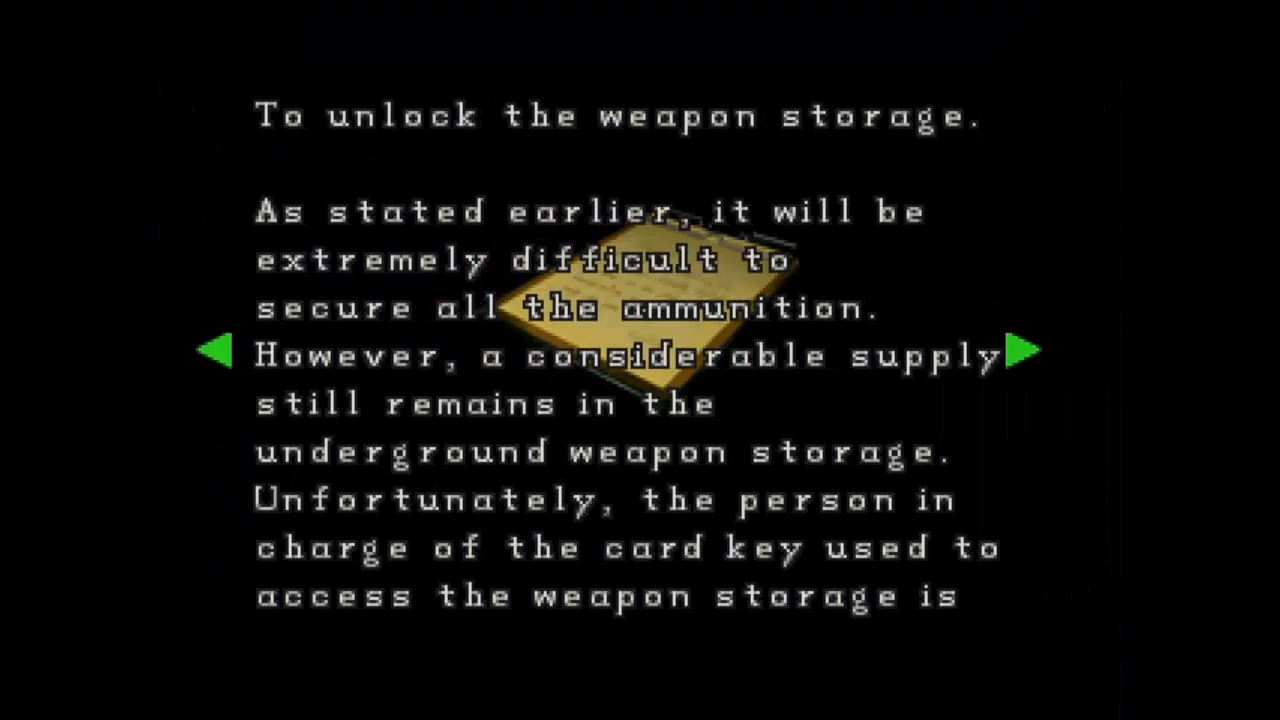 To unlock the weapon storage.
As stated earlier, it will be
extremely difficult to
secure all the ammunition.
However, a considerable supply
still remains in the
underground weapon storage.
Unfortunately, the person in
charge of the card key used to
access the weapon storage is